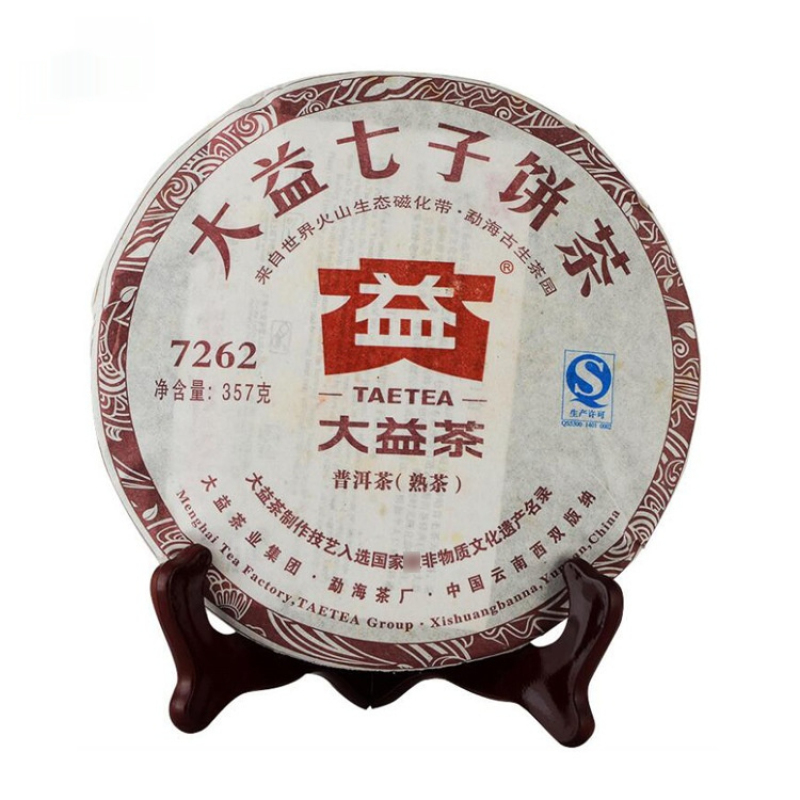 大益七子饼茶
来自世界火山生态磁化带·勐海古生茶园
益
®
7262
净含量: 357克
TAETEA
大益茶
普洱茶(熟茶)
QS
生产许可
大益茶制作技艺入选国家 非物质文化遗产名录
大益茶业集团·勐海茶厂·中国云南西双版纳
Menghai Tea Factory,TAETEA Group·Xishuangbanna,Yunnan,China